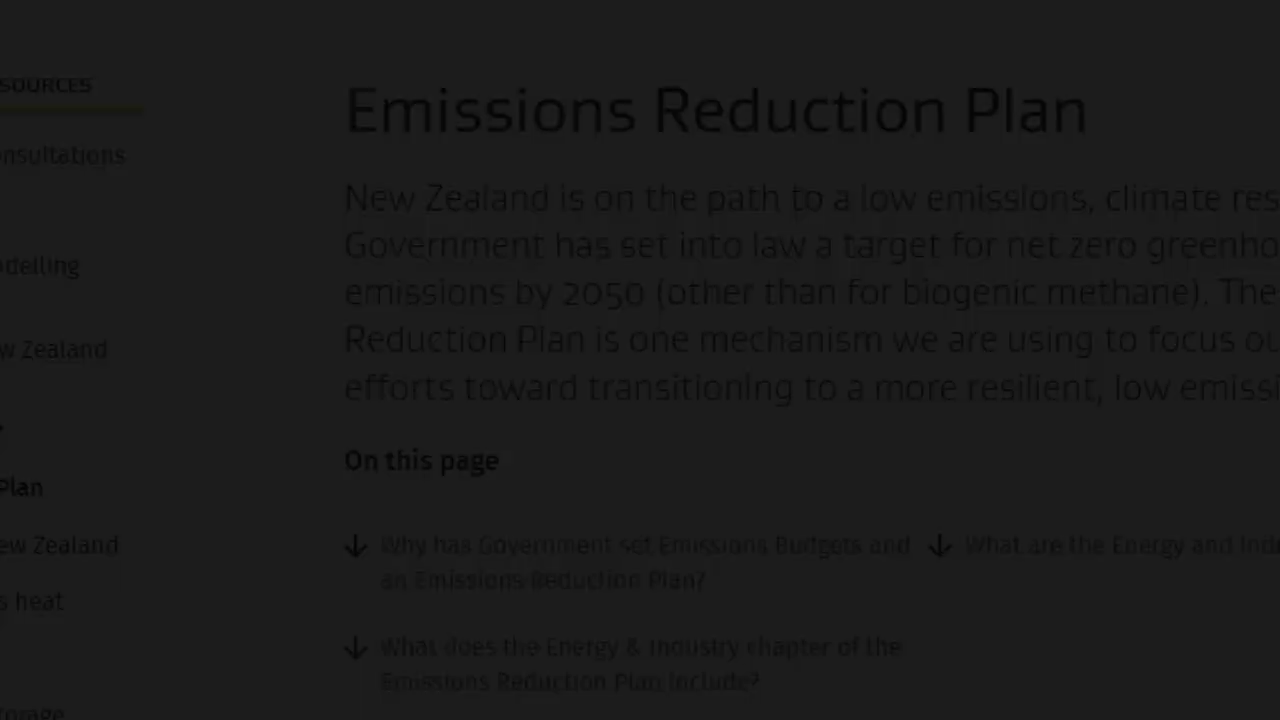 SOURCES
Emissions Reduction Plan
onsultations
New Zealand is on the path to a low emissions, climate res
Government has set into law a target for net zero greenho
odelling
emissions by 2050 (other than for biogenic methane). The
Reduction Plan is one mechanism we are using to focus ou
w Zealand
efforts toward transitioning to a more resilient, low emissi
On this page
Plan
ew Zealand
Why has Government set Emissions Budgets and
an Emissions Reduction Plan?
What are the Energy and Ind
s heat
What does the Energy & Industry chapter of the
Emissions Reduction Plan include?
torage